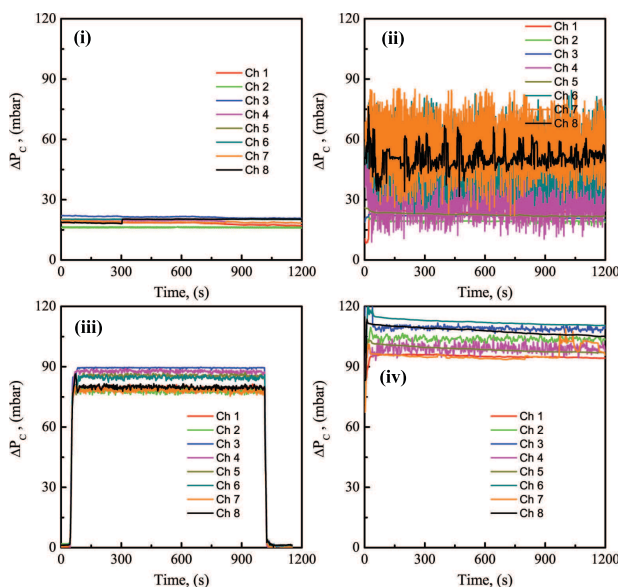 120
90
60
30
0
ΔP_C , (mbar)
(i)
Ch 1
Ch 2
Ch 3
Ch 4
Ch 5
Ch 6
Ch 7
Ch 8
0 300 600 900 1200
Time, (s)
120
90
60
30
0
ΔP_C , (mbar)
(ii)
Ch 1
Ch 2
Ch 3
Ch 4
Ch 5
Ch 6
Ch 7
Ch 8
0 300 600 900 1200
Time, (s)
120
90
60
30
0
ΔP_C , (mbar)
(iii)
Ch 1
Ch 2
Ch 3
Ch 4
Ch 5
Ch 6
Ch 7
Ch 8
0 300 600 900 1200
Time, (s)
120
90
60
30
0
ΔP_C , (mbar)
(iv)
Ch 1
Ch 2
Ch 3
Ch 4
Ch 5
Ch 6
Ch 7
Ch 8
0 300 600 900 1200
Time, (s)